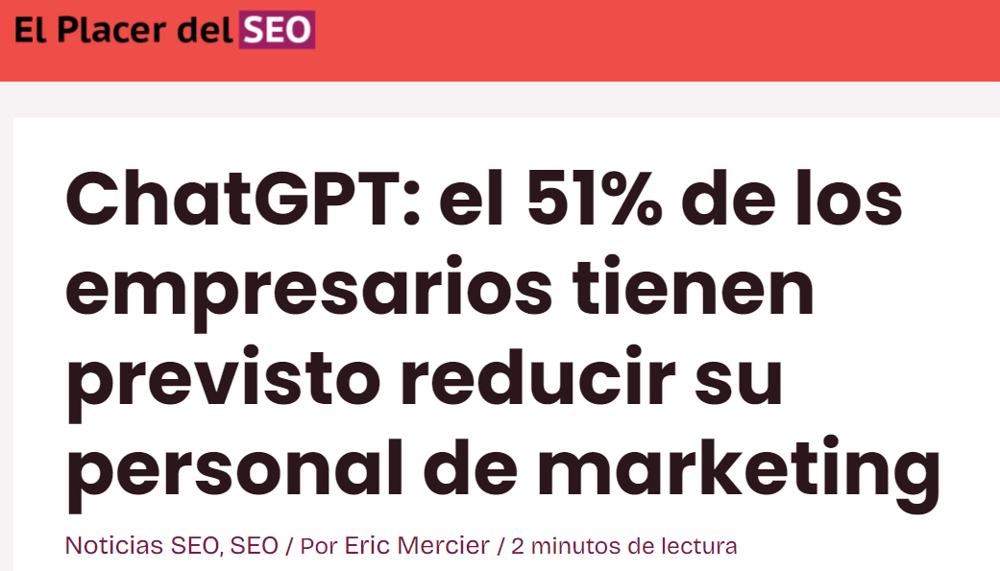 El Placer del SEO
ChatGPT: el 51% de los
empresarios tienen
previsto reducir su
personal de marketing
Noticias SEO, SEO / Por Eric Mercier / 2 minutos de lectura